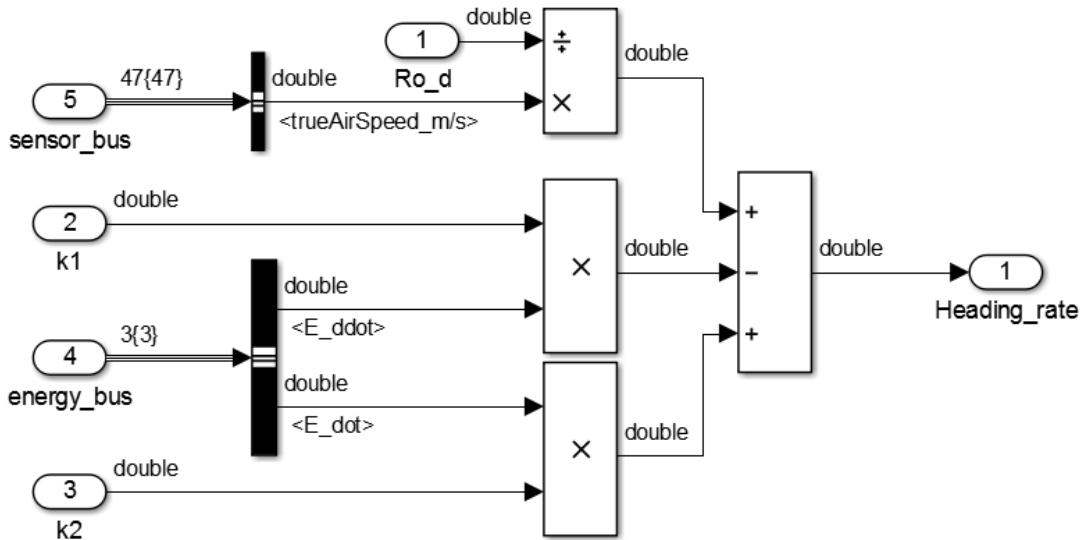 double
1
÷
Ro_d
double
47{47}
5
sensor_bus
double
<trueAirSpeed_m/s>
×
double
double
2
k1
×
double
+
−
+
double
1
Heading_rate
double
<E_ddot>
3{3}
4
energy_bus
double
<E_dot>
×
double
double
3
k2